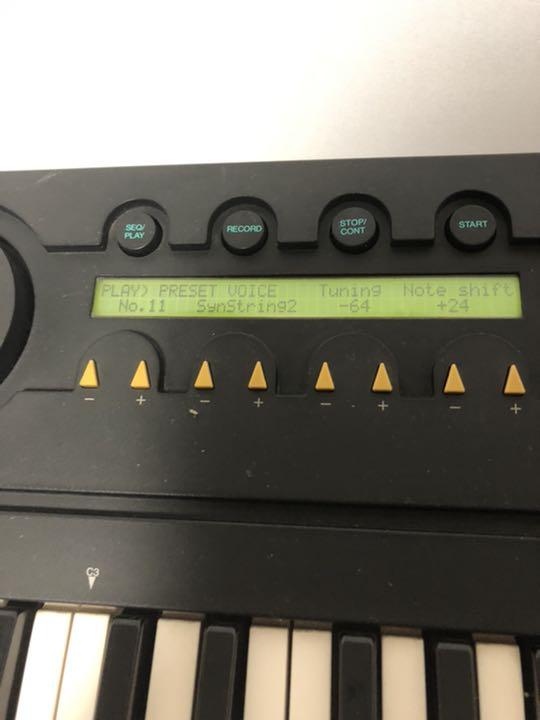 SEQ/
PLAY
RECORD
STOP/
CONT
START
PLAY) PRESET VOICE Tuning Note shift
No.11 SynString2 -64 +24
− + − + − + − +
C3